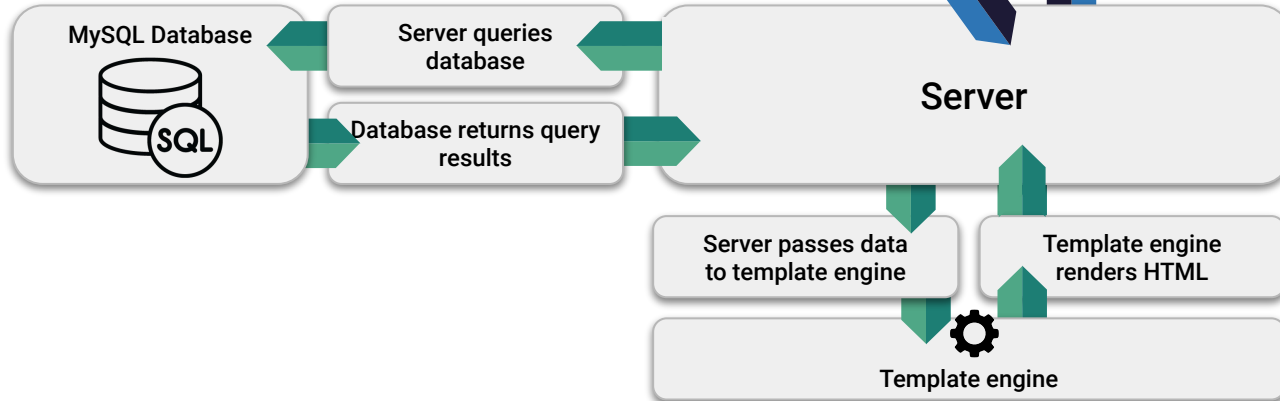 MySQL Database
SQL
Server queries
database
Database returns query
results
Server
Server passes data
to template engine
Template engine
renders HTML
Template engine